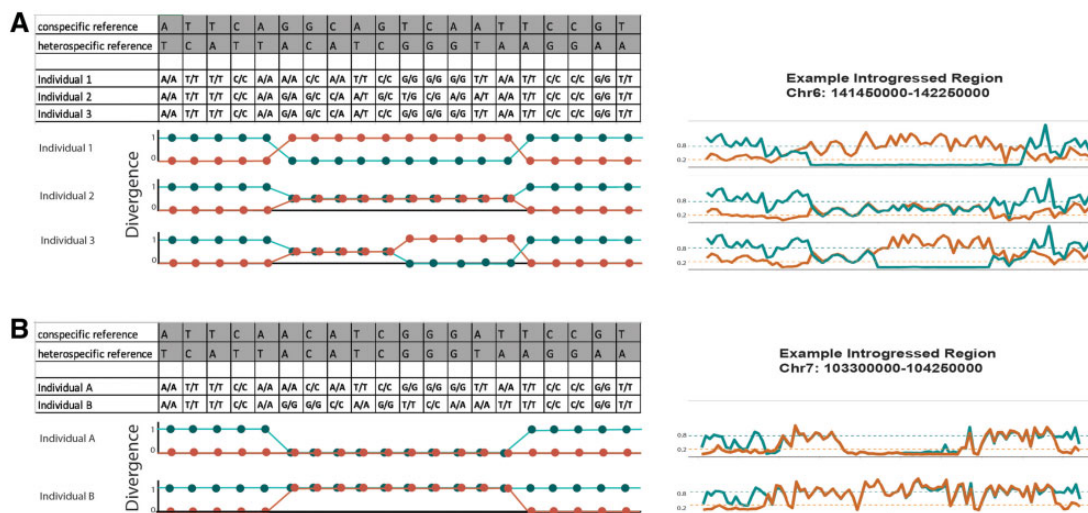 A
conspecific reference A T T C A G G C A G T C A A T T C C G T
heterospecific reference T C A T T A C A T C G G G T A A G G A A
Individual 1 A/A T/T T/T C/C A/A A/A C/C A/A T/T C/C G/G G/G G/G T/T A/A T/T C/C C/C G/G T/T
Individual 2 A/A T/T T/T C/C A/A G/A G/C C/A A/T G/C T/G C/G A/G A/T A/T T/T C/C C/C G/G T/T
Individual 3 A/A T/T T/T C/C A/A G/A G/C C/A A/T C/C G/G G/G G/G T/T A/A T/T C/C C/C G/G T/T
Divergence
Individual 1
1
0
Individual 2
1
0
Individual 3
1
0
Example Introgressed Region
Chr6: 141450000-142250000
0.8
0.2
0.8
0.2
0.8
0.2
B
conspecific reference A T T C A A C A T C G G G A T T C C G T
heterospecific reference T C A T T A C A T C G G G T A A G G A A
Individual A A/A T/T T/T C/C A/A A/A C/C A/A T/T C/C G/G G/G G/G T/T A/A T/T C/C C/C G/G T/T
Individual B A/A T/T T/T C/C A/A G/G G/G C/C A/A G/G T/T C/C A/A A/A T/T T/T C/C C/C G/G T/T
Divergence
Individual A
1
0
Individual B
1
0
Example Introgressed Region
Chr7: 103300000-104250000
0.8
0.2
0.8
0.2